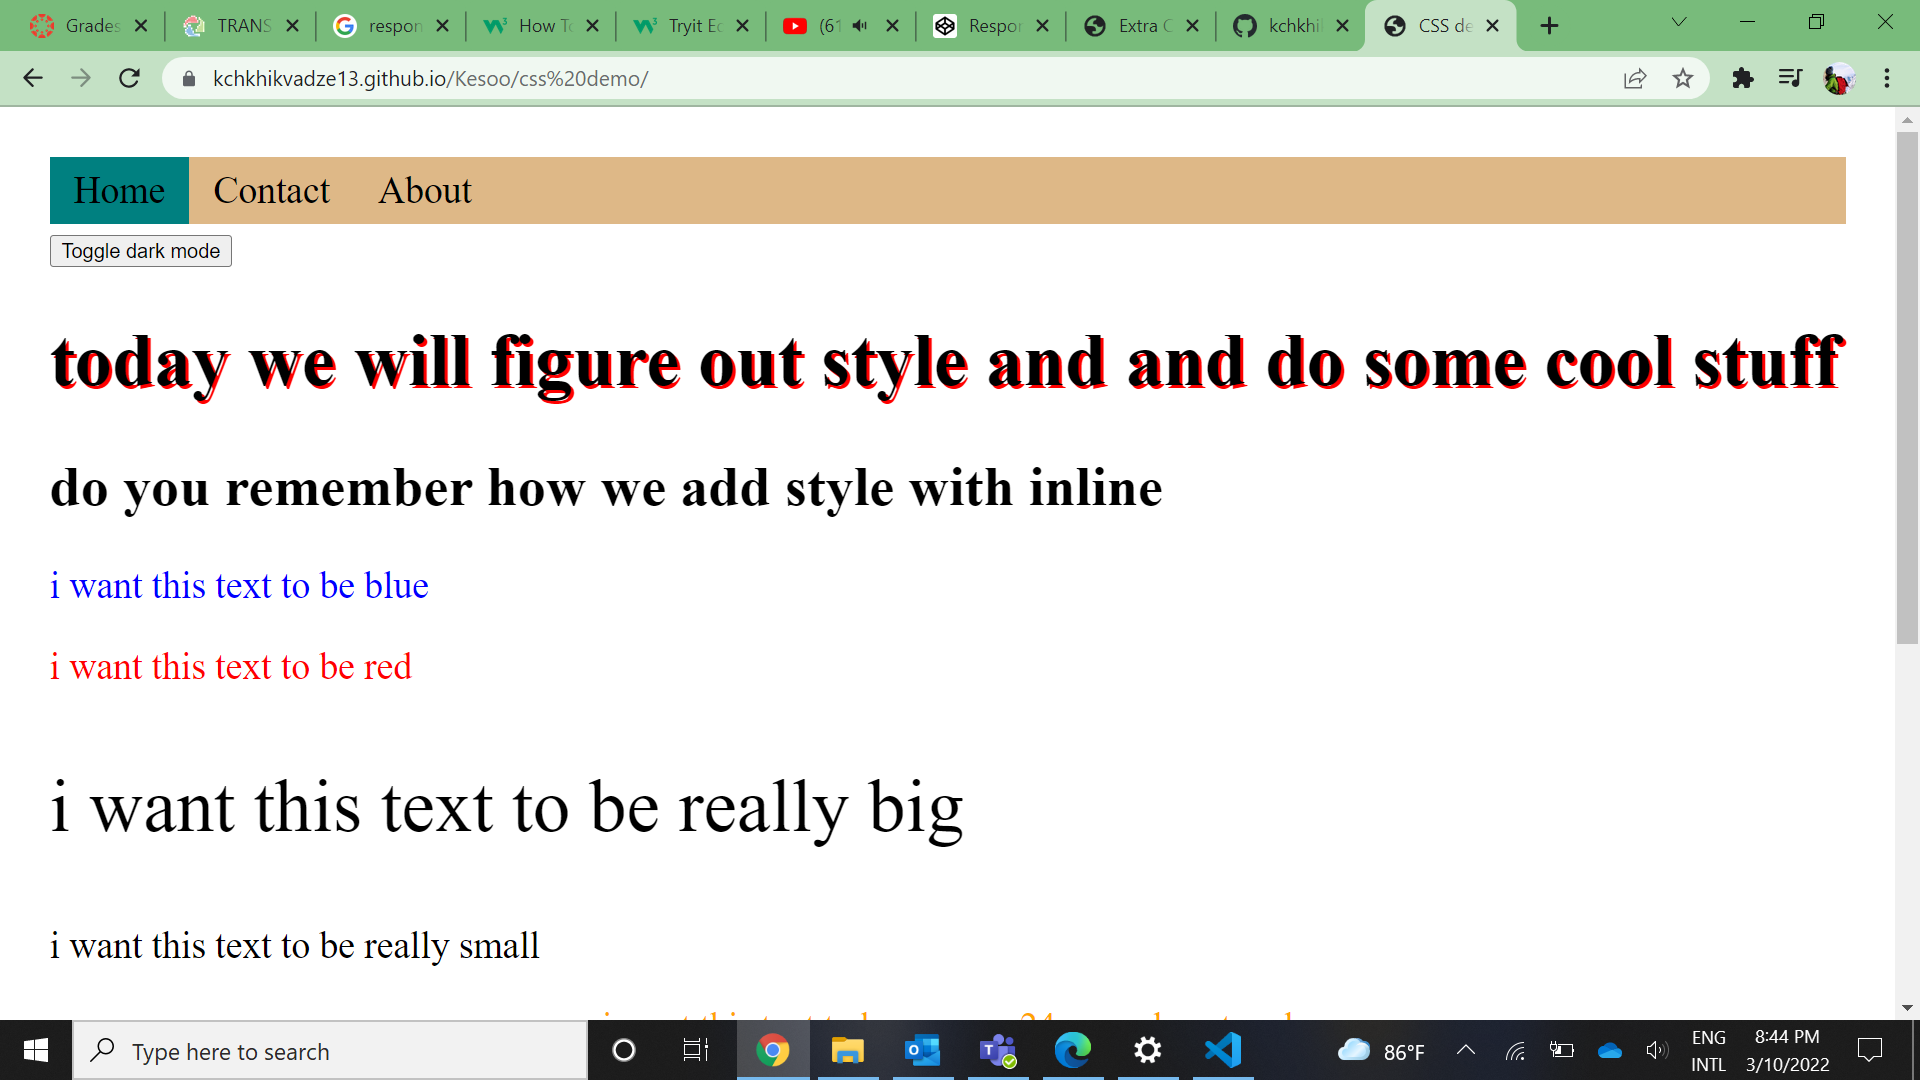 Grades TRANS respon How To Tryit Ed (61 Respon Extra C kchkhi CSS de
kchkhikvadze13.github.io/Kesoo/css%20demo/
Home Contact About
Toggle dark mode
today we will figure out style and and do some cool stuff
do you remember how we add style with inline
i want this text to be blue
i want this text to be red
i want this text to be really big
i want this text to be really small
Type here to search
86°F
ENG
INTL
8:44 PM
3/10/2022